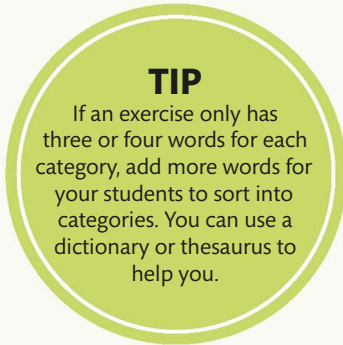 TIP
If an exercise only has
three or four words for each
category, add more words for
your students to sort into
categories. You can use a
dictionary or thesaurus to
help you.